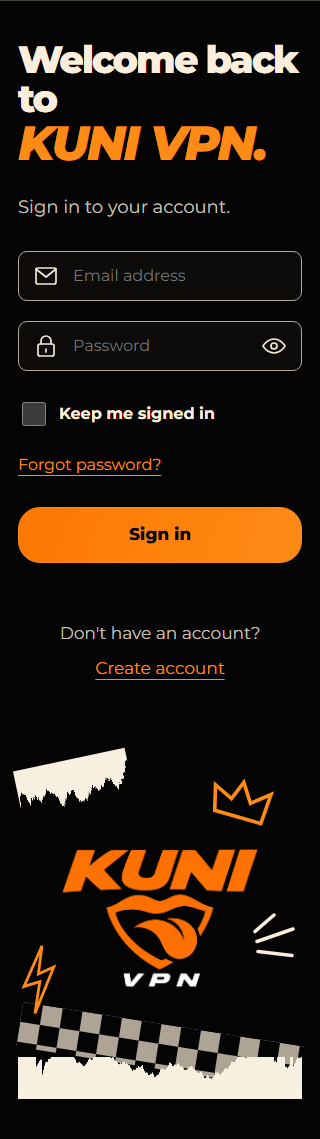 Welcome back
to
KUNI VPN.
Sign in to your account.
Email address
Password
Keep me signed in
Forgot password?
Sign in
Don't have an account?
Create account
KUNI
VPN